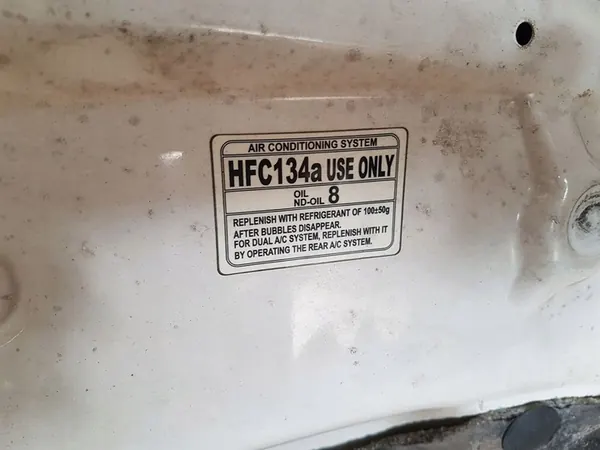 AIR CONDITIONING SYSTEM
HFC134a USE ONLY
OIL
ND-OIL 8
REPLENISH WITH REFRIGERANT OF 100±50g
AFTER BUBBLES DISAPPEAR.
FOR DUAL A/C SYSTEM, REPLENISH WITH IT
BY OPERATING THE REAR A/C SYSTEM.